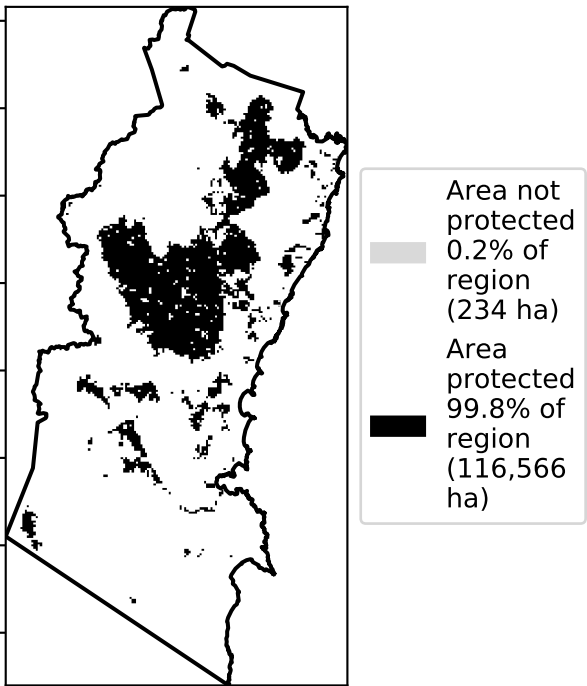 Area not
protected
0.2% of
region
(234 ha)
Area
protected
99.8% of
region
(116,566
ha)